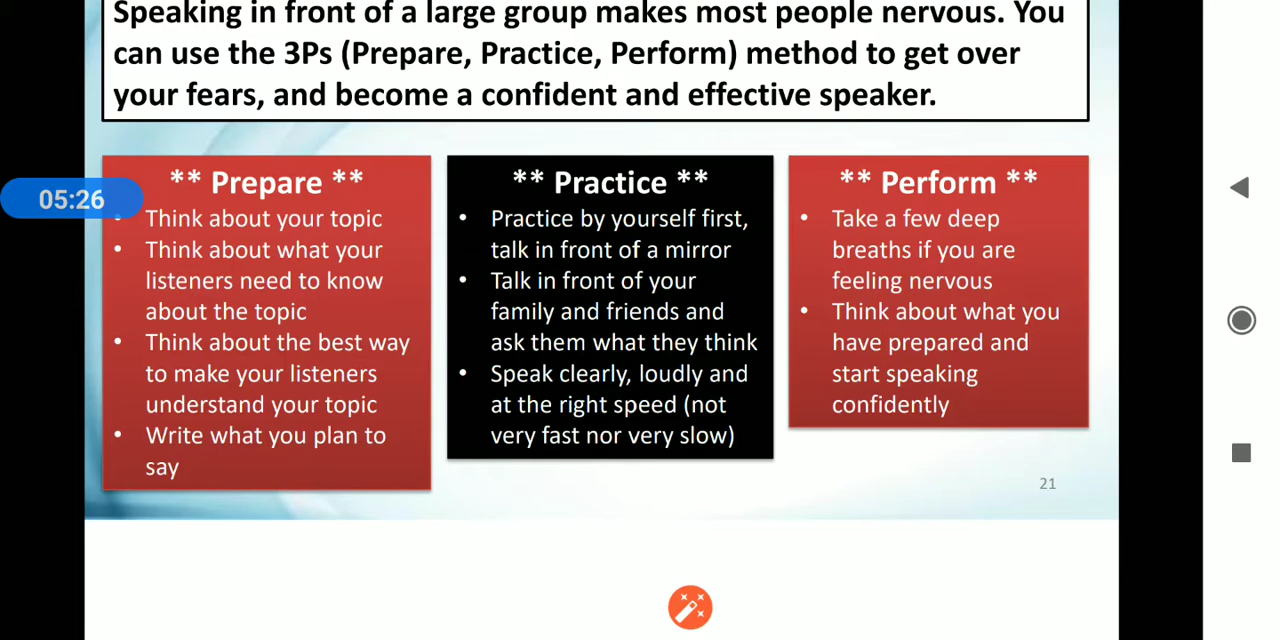 Speaking in front of a large group makes most people nervous. You
can use the 3Ps (Prepare, Practice, Perform) method to get over
your fears, and become a confident and effective speaker.
** Prepare **
• Think about your topic
• Think about what your
listeners need to know
about the topic
• Think about the best way
to make your listeners
understand your topic
• Write what you plan to
say
** Practice **
• Practice by yourself first,
talk in front of a mirror
• Talk in front of your
family and friends and
ask them what they think
• Speak clearly, loudly and
at the right speed (not
very fast nor very slow)
** Perform **
• Take a few deep
breaths if you are
feeling nervous
• Think about what you
have prepared and
start speaking
confidently
05:26
21